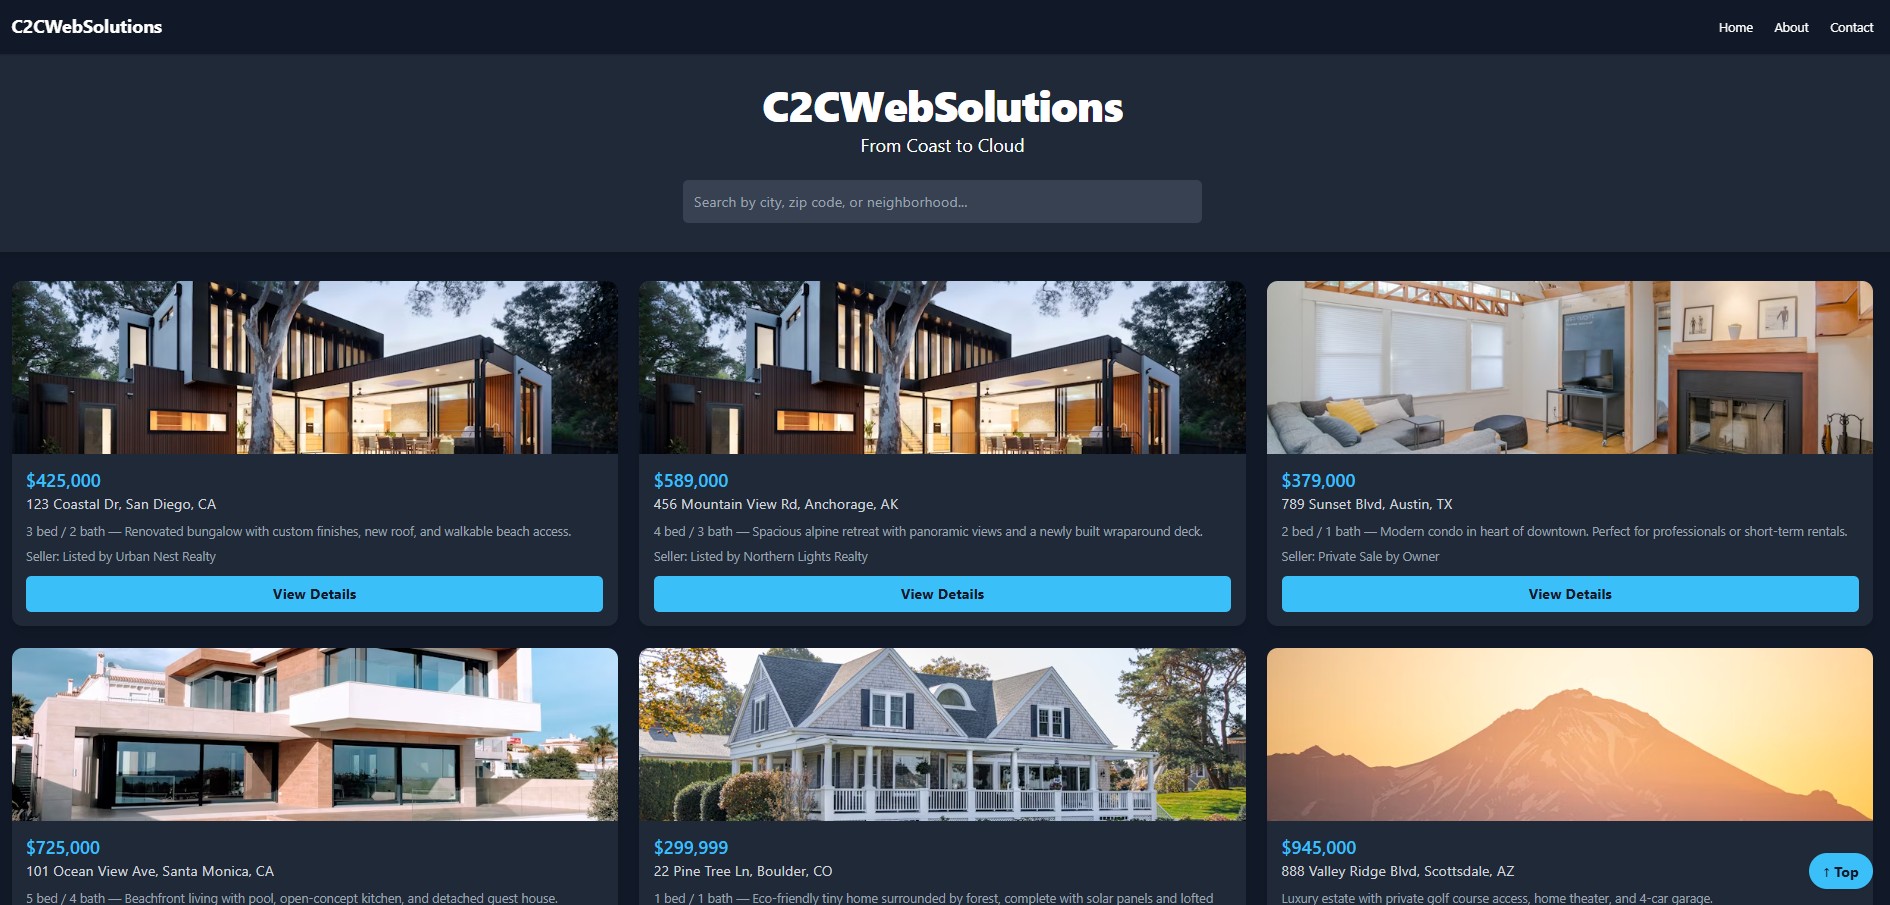 C2CWebSolutions
Home About Contact
C2CWebSolutions
From Coast to Cloud
Search by city, zip code, or neighborhood...
$425,000
123 Coastal Dr, San Diego, CA
3 bed / 2 bath — Renovated bungalow with custom finishes, new roof, and walkable beach access.
Seller: Listed by Urban Nest Realty
View Details
$589,000
456 Mountain View Rd, Anchorage, AK
4 bed / 3 bath — Spacious alpine retreat with panoramic views and a newly built wraparound deck.
Seller: Listed by Northern Lights Realty
View Details
$379,000
789 Sunset Blvd, Austin, TX
2 bed / 1 bath — Modern condo in heart of downtown. Perfect for professionals or short-term rentals.
Seller: Private Sale by Owner
View Details
$725,000
101 Ocean View Ave, Santa Monica, CA
5 bed / 4 bath — Beachfront living with pool, open-concept kitchen, and detached guest house.
$299,999
22 Pine Tree Ln, Boulder, CO
1 bed / 1 bath — Eco-friendly tiny home surrounded by forest, complete with solar panels and lofted
$945,000
888 Valley Ridge Blvd, Scottsdale, AZ
Luxury estate with private golf course access, home theater, and 4-car garage.
↑ Top